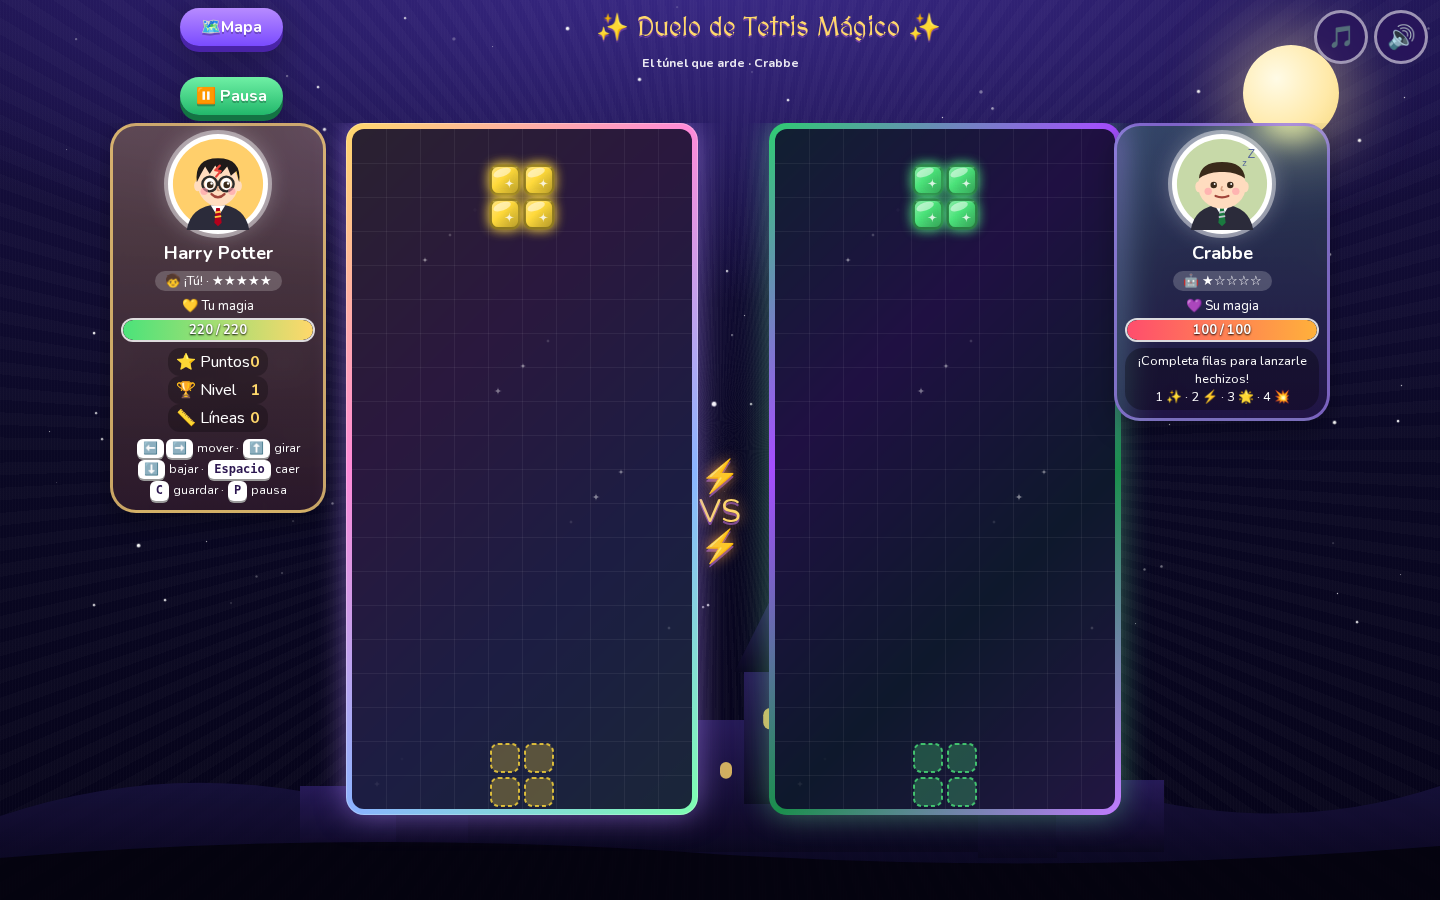 🗺️Mapa
✨ Duelo de Tetris Mágico ✨
El túnel que arde · Crabbe
⏸️ Pausa
Harry Potter
🧒 ¡Tú! · ★★★★★
💛 Tu magia
220 / 220
⭐ Puntos 0
🏆 Nivel 1
📏 Líneas 0
⬅️ ➡️ mover · ⬆️ girar
⬇️ bajar · Espacio caer
C guardar · P pausa
⚡
VS
⚡
z Z
Crabbe
🤖 ★☆☆☆☆
💜 Su magia
100 / 100
¡Completa filas para lanzarle
hechizos!
1 ✨ · 2 ⚡ · 3 🌟 · 4 💥